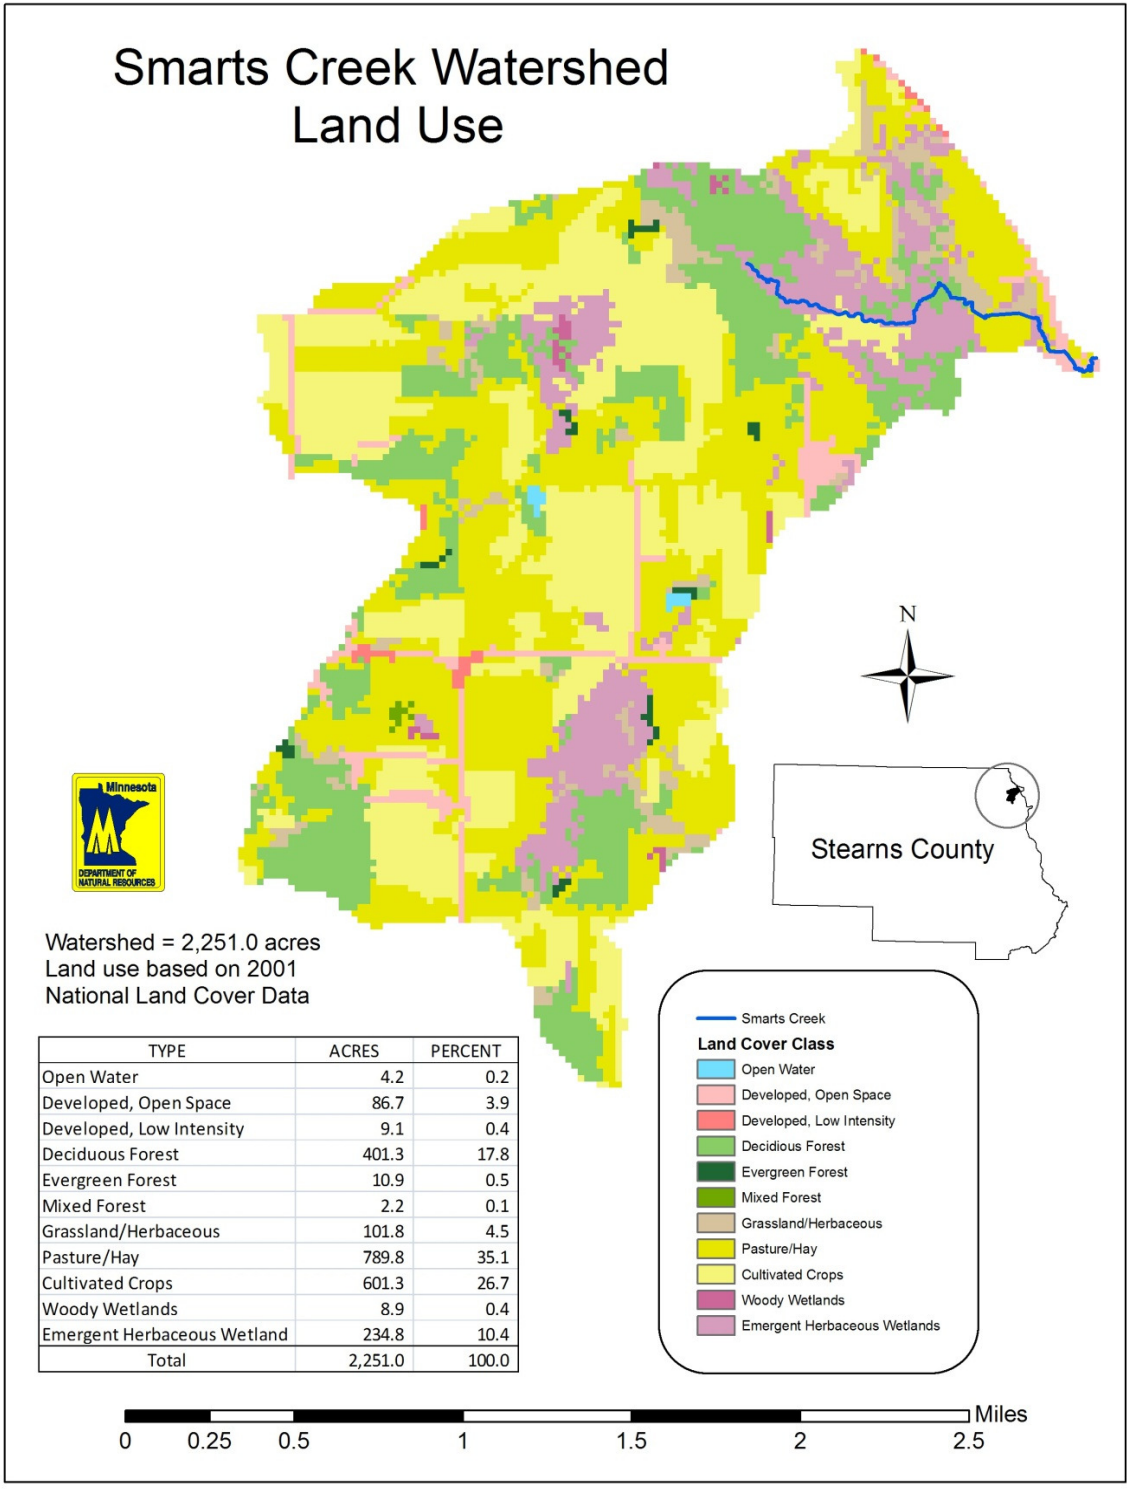 Smarts Creek Watershed
Land Use
N
Minnesota
DEPARTMENT OF
NATURAL RESOURCES
Stearns County
Watershed = 2,251.0 acres
Land use based on 2001
National Land Cover Data
TYPE ACRES PERCENT
Open Water 4.2 0.2
Developed, Open Space 86.7 3.9
Developed, Low Intensity 9.1 0.4
Deciduous Forest 401.3 17.8
Evergreen Forest 10.9 0.5
Mixed Forest 2.2 0.1
Grassland/Herbaceous 101.8 4.5
Pasture/Hay 789.8 35.1
Cultivated Crops 601.3 26.7
Woody Wetlands 8.9 0.4
Emergent Herbaceous Wetland 234.8 10.4
Total 2,251.0 100.0
Smarts Creek
Land Cover Class
Open Water
Developed, Open Space
Developed, Low Intensity
Decidious Forest
Evergreen Forest
Mixed Forest
Grassland/Herbaceous
Pasture/Hay
Cultivated Crops
Woody Wetlands
Emergent Herbaceous Wetlands
Miles
0 0.25 0.5 1 1.5 2 2.5